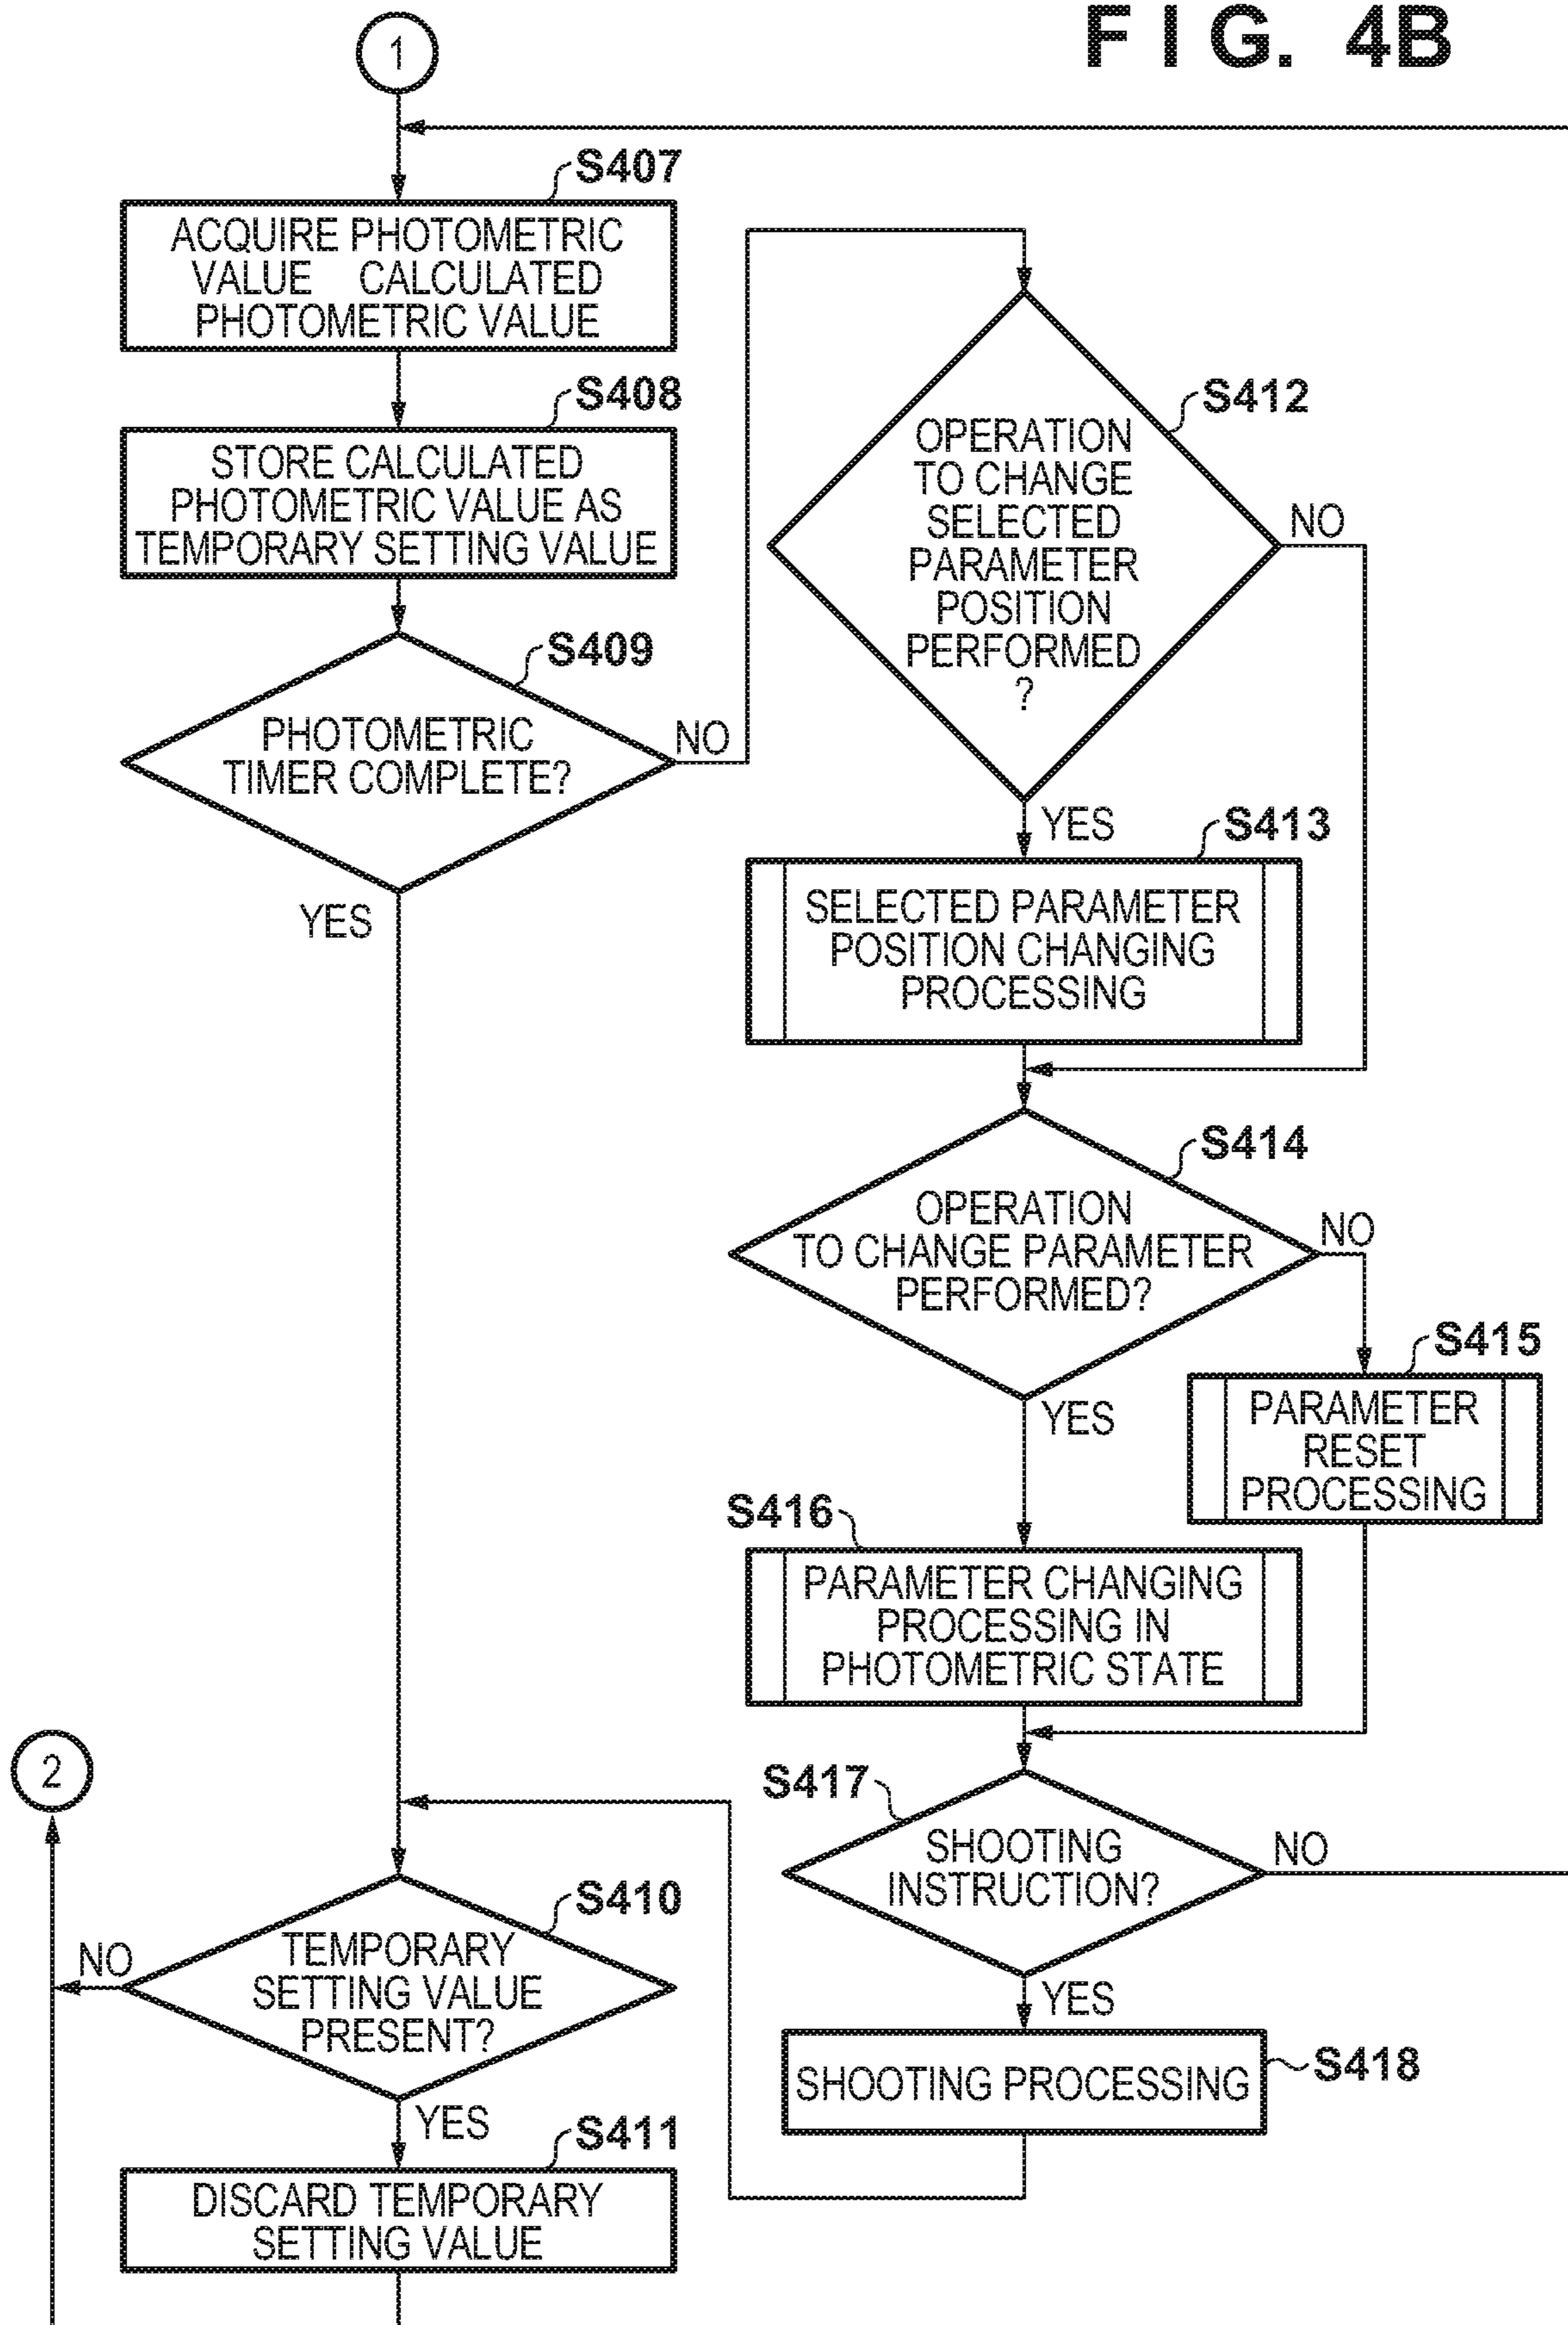 FIG. 4B
1
S407
ACQUIRE PHOTOMETRIC
VALUE CALCULATED
PHOTOMETRIC VALUE
S408
STORE CALCULATED
PHOTOMETRIC VALUE AS
TEMPORARY SETTING VALUE
S409
PHOTOMETRIC
TIMER COMPLETE?
NO
YES
S412
OPERATION
TO CHANGE
SELECTED
PARAMETER
POSITION
PERFORMED
?
NO
YES
S413
SELECTED PARAMETER
POSITION CHANGING
PROCESSING
S414
OPERATION
TO CHANGE PARAMETER
PERFORMED?
NO
YES
S415
PARAMETER
RESET
PROCESSING
S416
PARAMETER CHANGING
PROCESSING IN
PHOTOMETRIC STATE
S417
SHOOTING
INSTRUCTION?
NO
YES
SHOOTING PROCESSING
S418
2
S410
TEMPORARY
SETTING VALUE
PRESENT?
NO
YES
S411
DISCARD TEMPORARY
SETTING VALUE